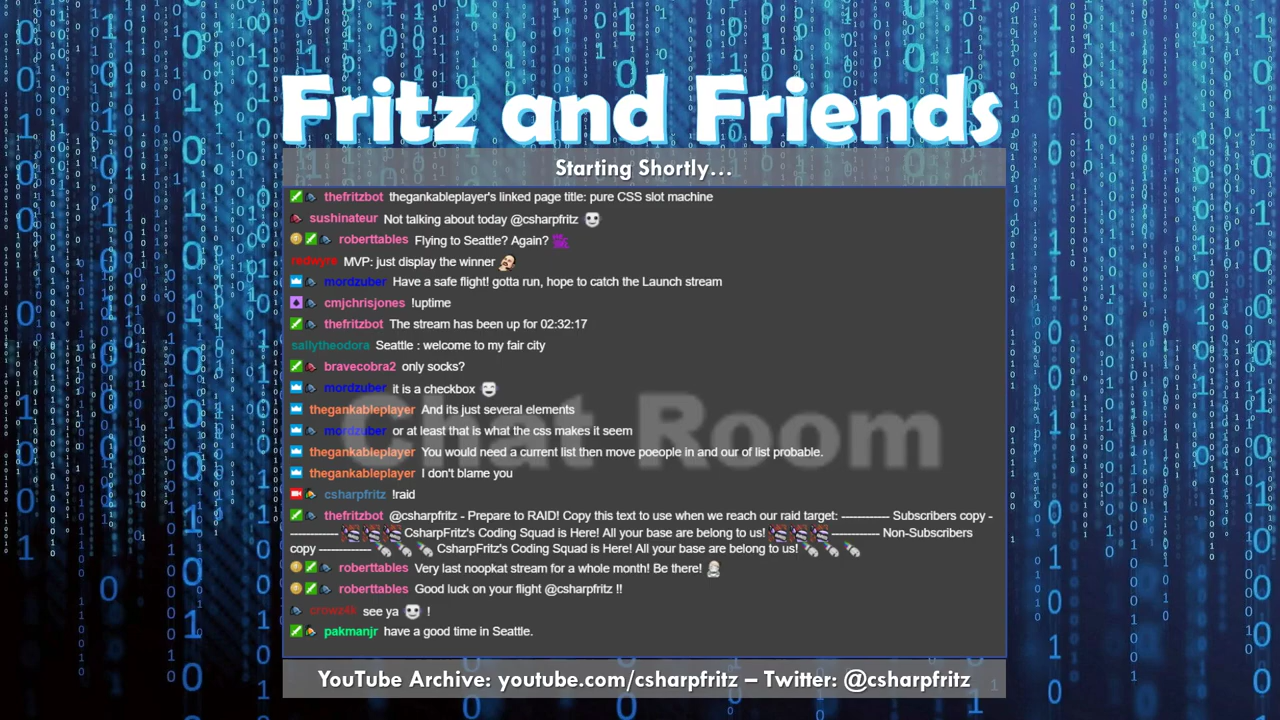 Fritz and Friends
Starting Shortly...
thefritzbot thegankableplayer's linked page title: pure CSS slot machine
sushinateur Not talking about today @csharpfritz
roberttables Flying to Seattle? Again?
redwyre MVP: just display the winner
mordzuber Have a safe flight! gotta run, hope to catch the Launch stream
cmjchrisjones !uptime
thefritzbot The stream has been up for 02:32:17
sallytheodora Seattle : welcome to my fair city
bravecobra2 only socks?
mordzuber it is a checkbox
thegankableplayer And its just several elements
Chat Room
mordzuber or at least that is what the css makes it seem
thegankableplayer You would need a current list then move poeople in and our of list probable.
thegankableplayer I don't blame you
csharpfritz !raid
thefritzbot @csharpfritz - Prepare to RAID! Copy this text to use when we reach our raid target: ------------ Subscribers copy -
------------ CsharpFritz's Coding Squad is Here! All your base are belong to us! ------------ Non-Subscribers
copy ------------ CsharpFritz's Coding Squad is Here! All your base are belong to us!
roberttables Very last noopkat stream for a whole month! Be there!
roberttables Good luck on your flight @csharpfritz !!
crowz4k see ya !
pakmanjr have a good time in Seattle.
YouTube Archive: youtube.com/csharpfritz – Twitter: @csharpfritz